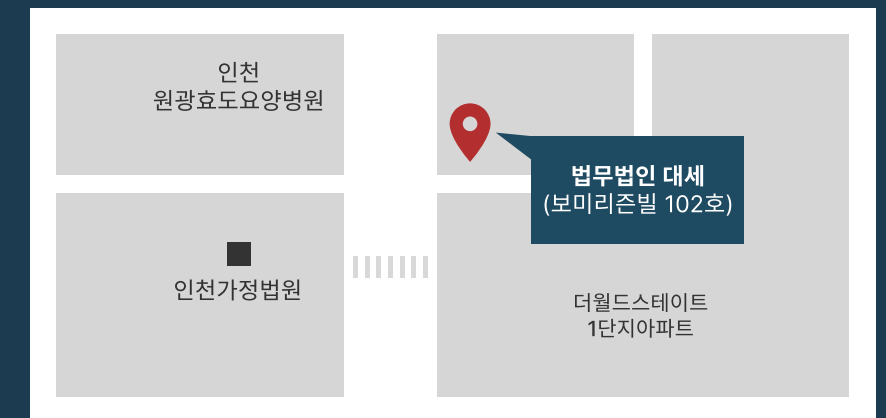 인천
원광효도요양병원
법무법인 대세
(보미리즌빌 102호)
인천가정법원
더월드스테이트
1단지아파트